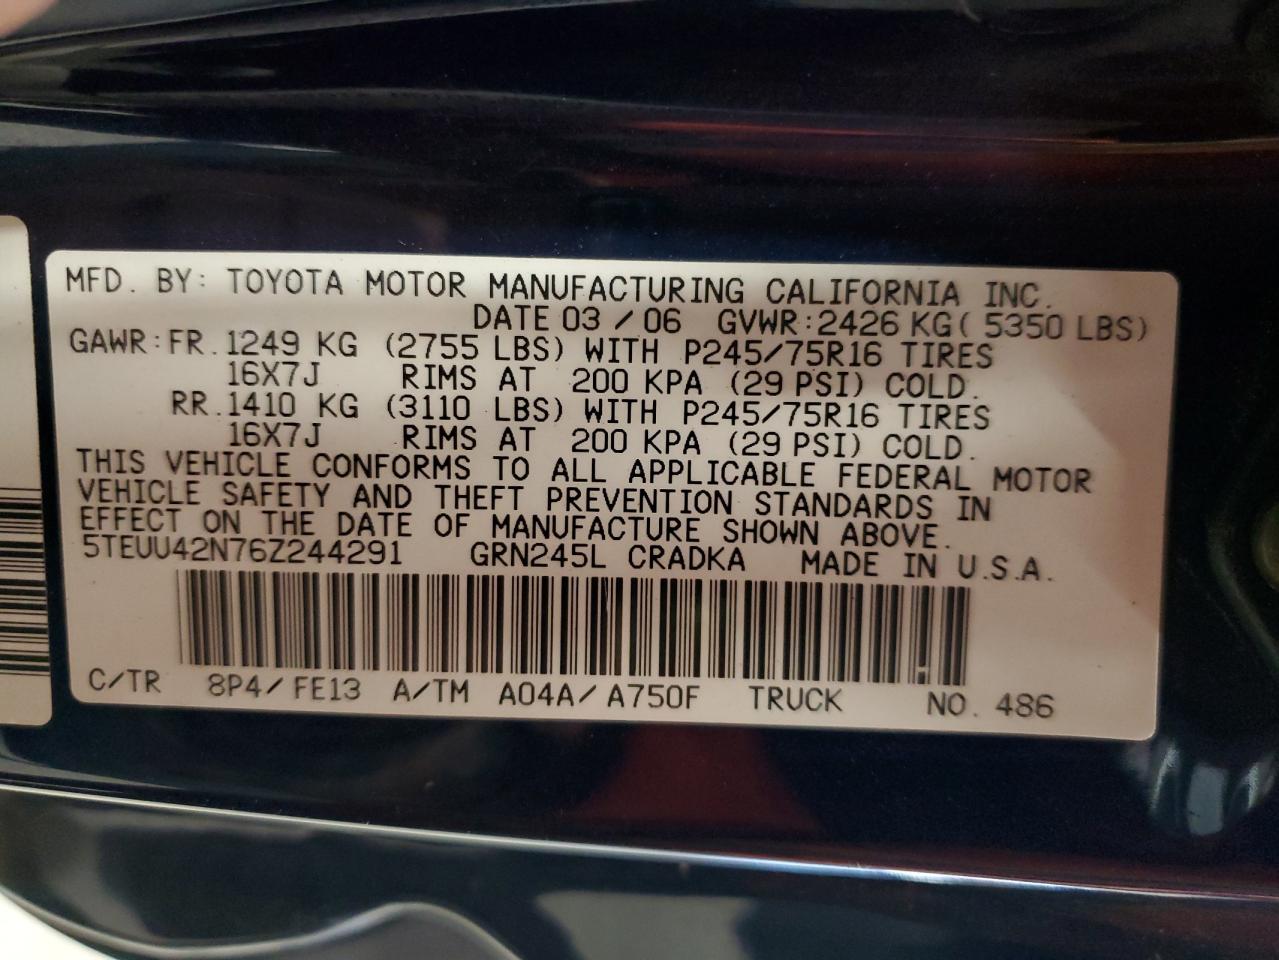 MFD. BY: TOYOTA MOTOR MANUFACTURING CALIFORNIA INC.
DATE 03 / 06 GVWR: 2426 KG ( 5350 LBS)
GAWR: FR. 1249 KG (2755 LBS) WITH P245/75R16 TIRES
16X7J RIMS AT 200 KPA (29 PSI) COLD.
RR. 1410 KG (3110 LBS) WITH P245/75R16 TIRES
16X7J RIMS AT 200 KPA (29 PSI) COLD.
THIS VEHICLE CONFORMS TO ALL APPLICABLE FEDERAL MOTOR
VEHICLE SAFETY AND THEFT PREVENTION STANDARDS IN
EFFECT ON THE DATE OF MANUFACTURE SHOWN ABOVE.
5TEUU42N76Z244291 GRN245L CRADKA MADE IN U.S.A.
C/TR 8P4/ FE13 A/TM A04A/ A750F TRUCK NO. 486